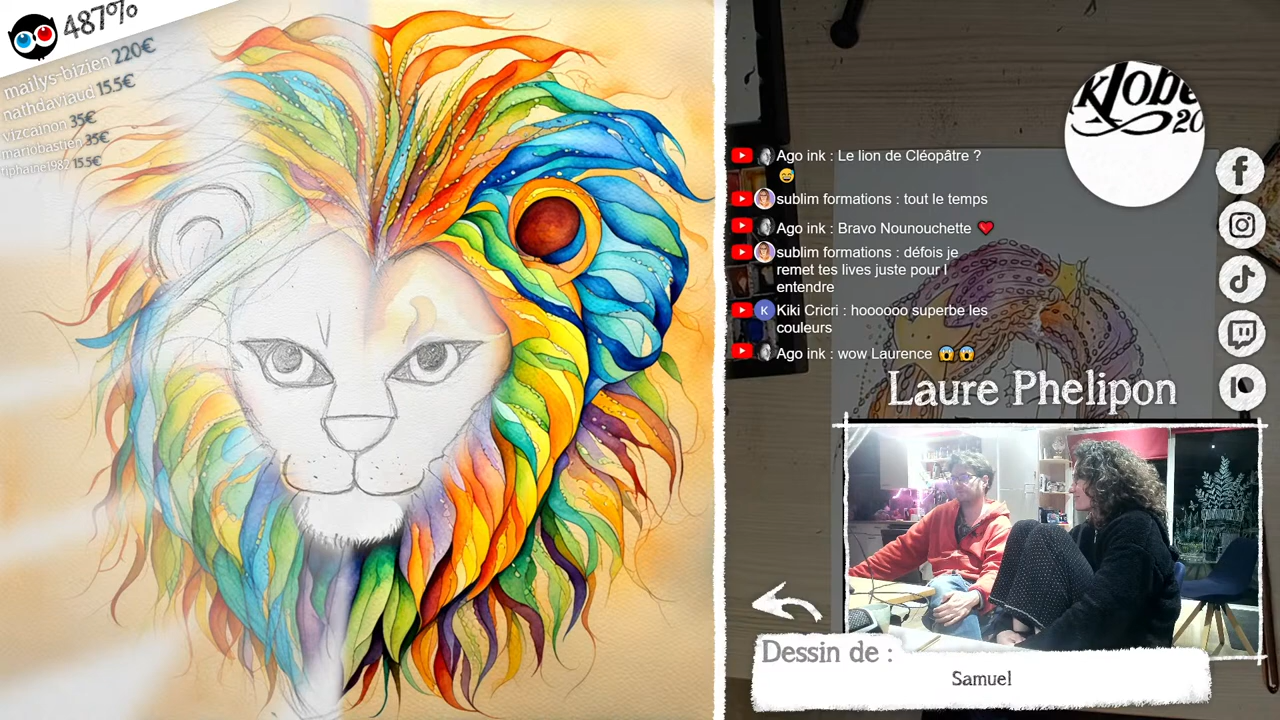 487%
mailys-bizien 220€
nathdaviaud 15.5€
vizcainon 35€
mariobastien 35€
tiphaine1982 15.5€
Ago ink : Le lion de Cléopâtre ?
😅
sublim formations : tout le temps
Ago ink : Bravo Nounouchette ❤️
sublim formations : défois je
remet tes lives juste pour l
entendre
K Kiki Cricri : hoooooo superbe les
couleurs
Ago ink : wow Laurence 😱 😱
Laure Phelipon
Dessin de :
Samuel